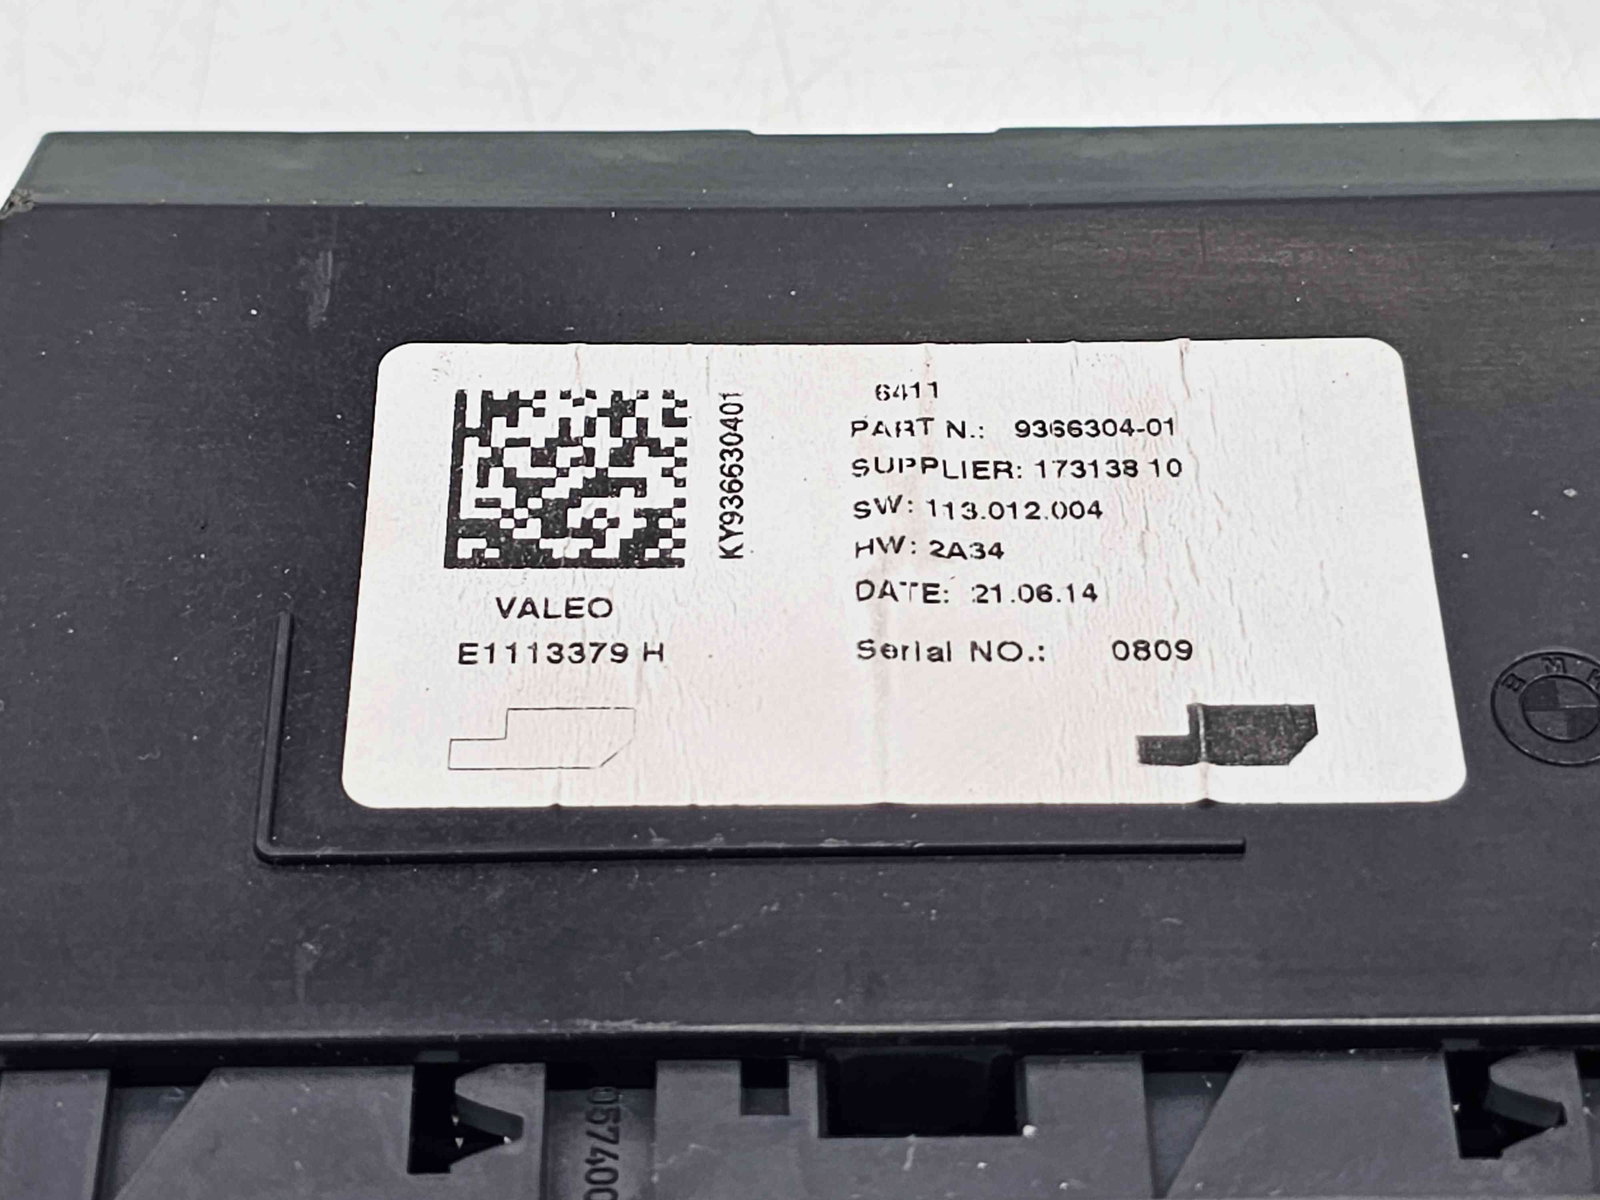 6411
PART N.: 9366304-01
SUPPLIER: 173138 10
SW: 113.012.004
HW: 2A34
DATE: 21.06.14
Serial NO.: 0809
KY936630401
VALEO
E1113379 H
BMW